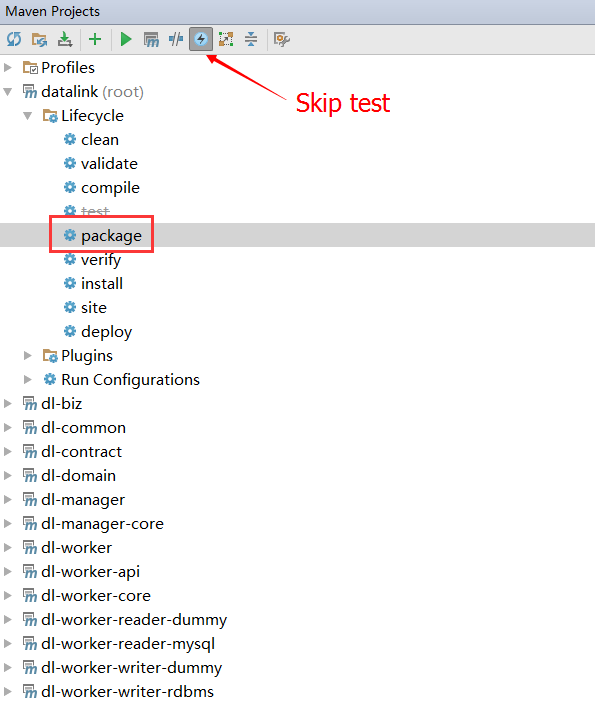 Maven Projects
Skip test
Profiles
datalink (root)
Lifecycle
clean
validate
compile
test
package
verify
install
site
deploy
Plugins
Run Configurations
dl-biz
dl-common
dl-contract
dl-domain
dl-manager
dl-manager-core
dl-worker
dl-worker-api
dl-worker-core
dl-worker-reader-dummy
dl-worker-reader-mysql
dl-worker-writer-dummy
dl-worker-writer-rdbms